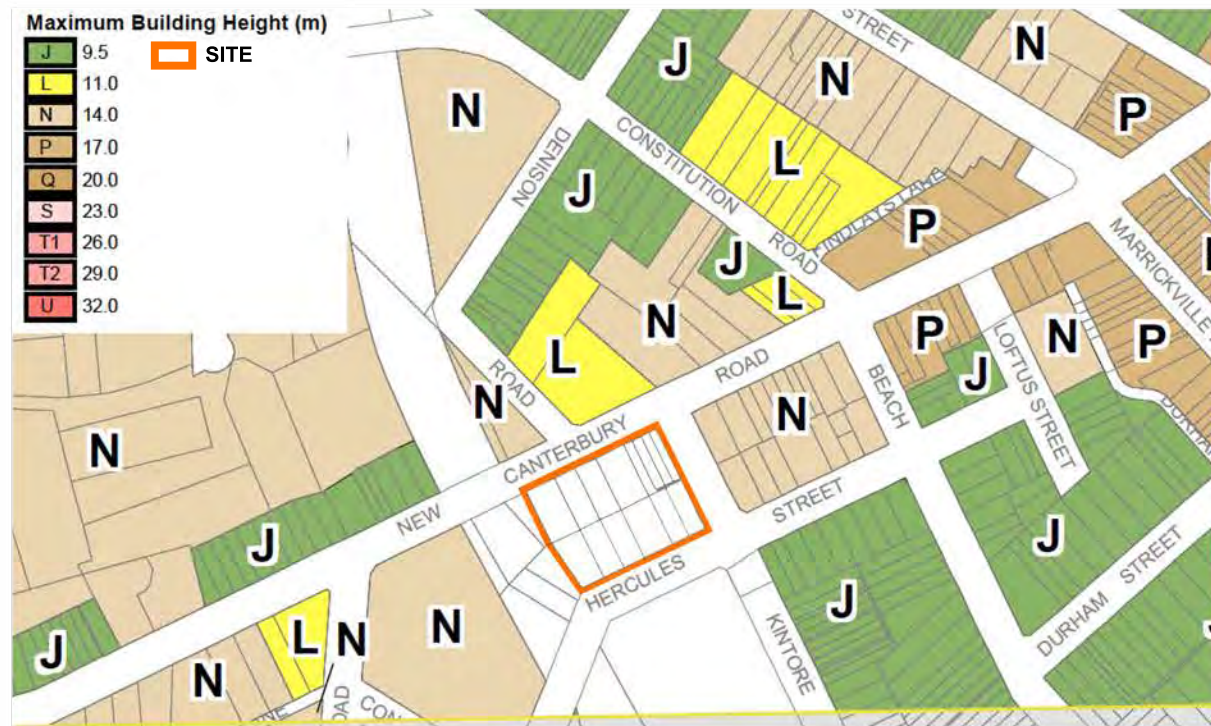 Maximum Building Height (m)
J 9.5
SITE
L 11.0
N 14.0
P 17.0
Q 20.0
S 23.0
T1 26.0
T2 29.0
U 32.0
STREET
J
N
N
N
P
DENISON
CONSTITUTION
L
J
FINDLAYS LANE
P
ROAD
J
L
MARRICKVILLE
N
P
J
LOFTUS STREET
N
P
L
ROAD
BEACH
N
ROAD
N
CANTERBURY
N
STREET
NEW
J
J
HERCULES
DURHAM STREET
KINTORE
J
N
N
L
J
N
ROAD